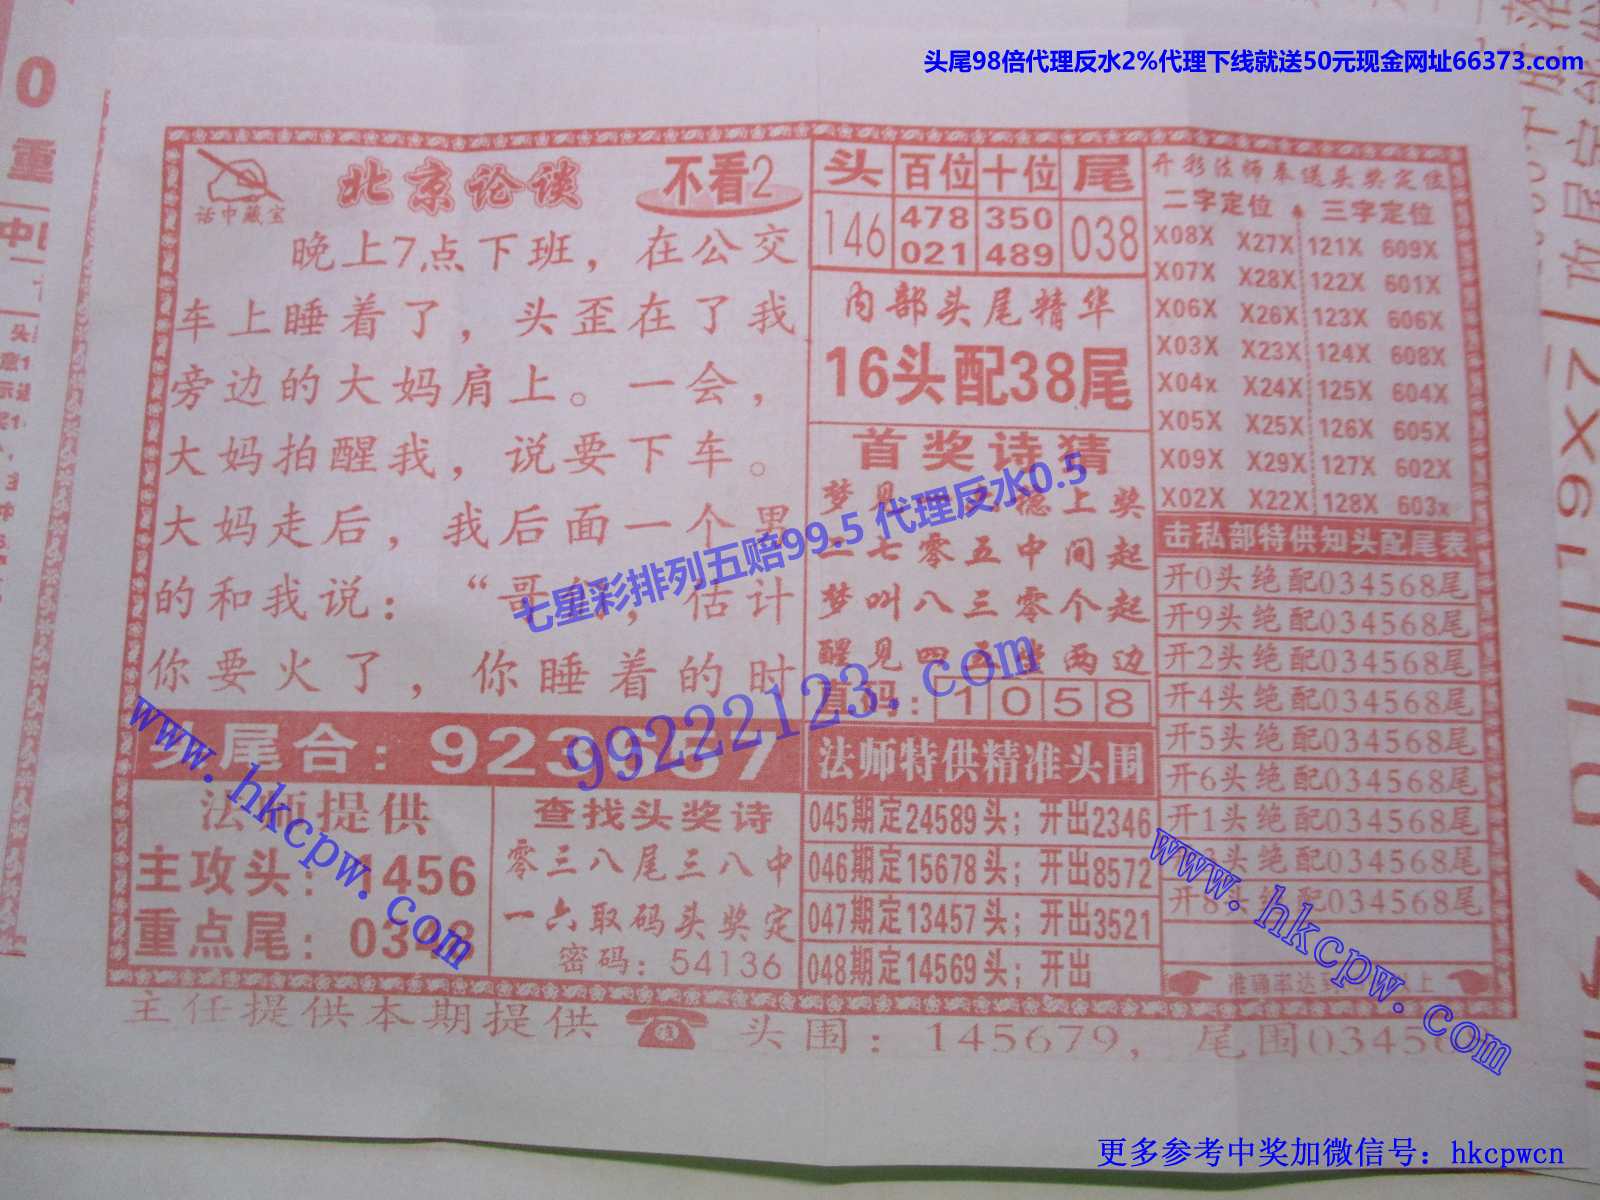 头尾98倍代理反水2%代理下线就送50元现金网址66373.com
0
重
话中藏宝
北京论谈
不看2
晚上7点下班，在公交
车上睡着了，头歪在了我
旁边的大妈肩上。一会，
大妈拍醒我，说要下车。
大妈走后，我后面一个男
的和我说：“哥们，估计
你要火了，你睡着的时
头尾合：923567
法师提供
主攻头：1456
重点尾：0348
查找头奖诗
零三八尾三八中
一六取码头奖定
密码：54136
头 百位 十位 尾
146 478 350 038
021 489
内部头尾精华
16头配38尾
首奖诗猜
二七零五中间起
梦叫八三零个起
两边
直码：1058
法师特供精准头围
045期定24589头；开出2346
046期定15678头；开出8572
047期定13457头；开出3521
048期定14569头；开出
开彩法师奉送头奖定位
二字定位 三字定位
X08X X27X 121X 609X
X07X X28X 122X 601X
X06X X26X 123X 606X
X03X X23X 124X 608X
X04x X24X 125X 604X
X05X X25X 126X 605X
X09X X29X 127X 602X
X02X X22X 128X 603x
击私部特供知头配尾表
开0头绝配034568尾
开9头绝配034568尾
开2头绝配034568尾
开4头绝配034568尾
开5头绝配034568尾
开6头绝配034568尾
开1头绝配034568尾
头绝配034568尾
开8头绝配034568尾
准确率达
主任提供本期提供 头围：145679，尾围03456
七星彩排列五赔99.5 代理反水0.5
99222123.com
www.hkcpw.com
www.hkcpw.com
更多参考中奖加微信号：hkcpwcn